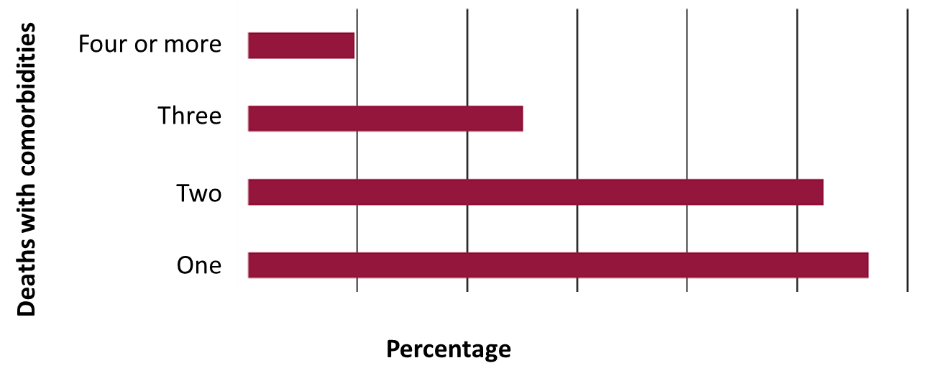 Deaths with comorbidities
Four or more
Three
Two
One
Percentage